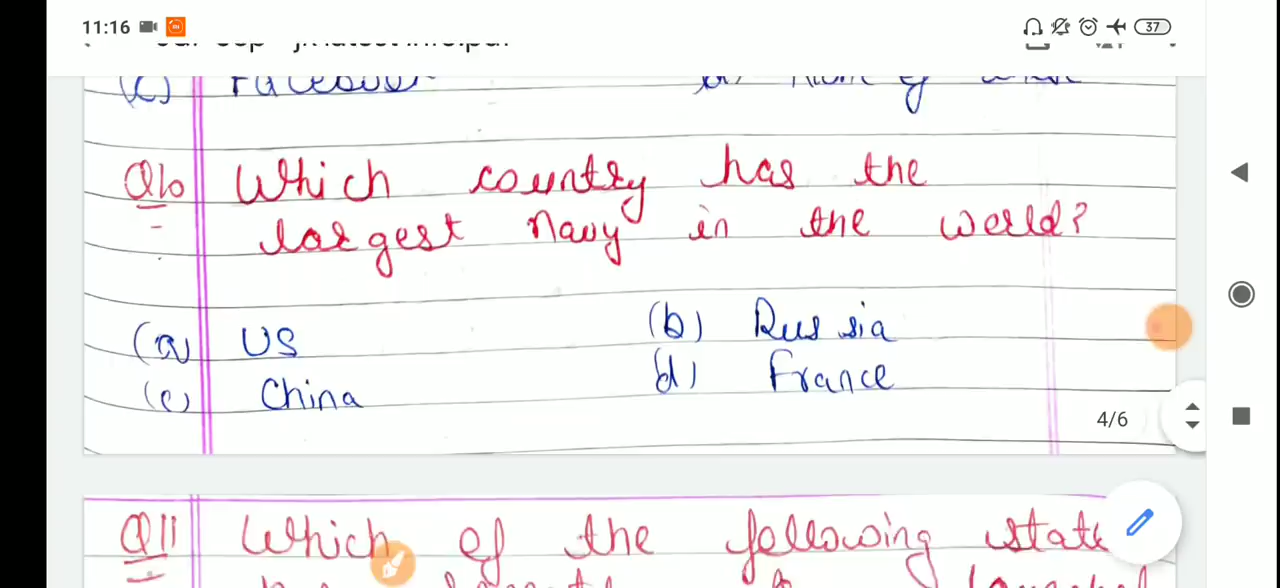 11:16 37
(c)
Q10 Which country has the
largest Navy in the world?
(a) US (b) Russia
(c) China (d) France
4/6
Q11 Which of the following state